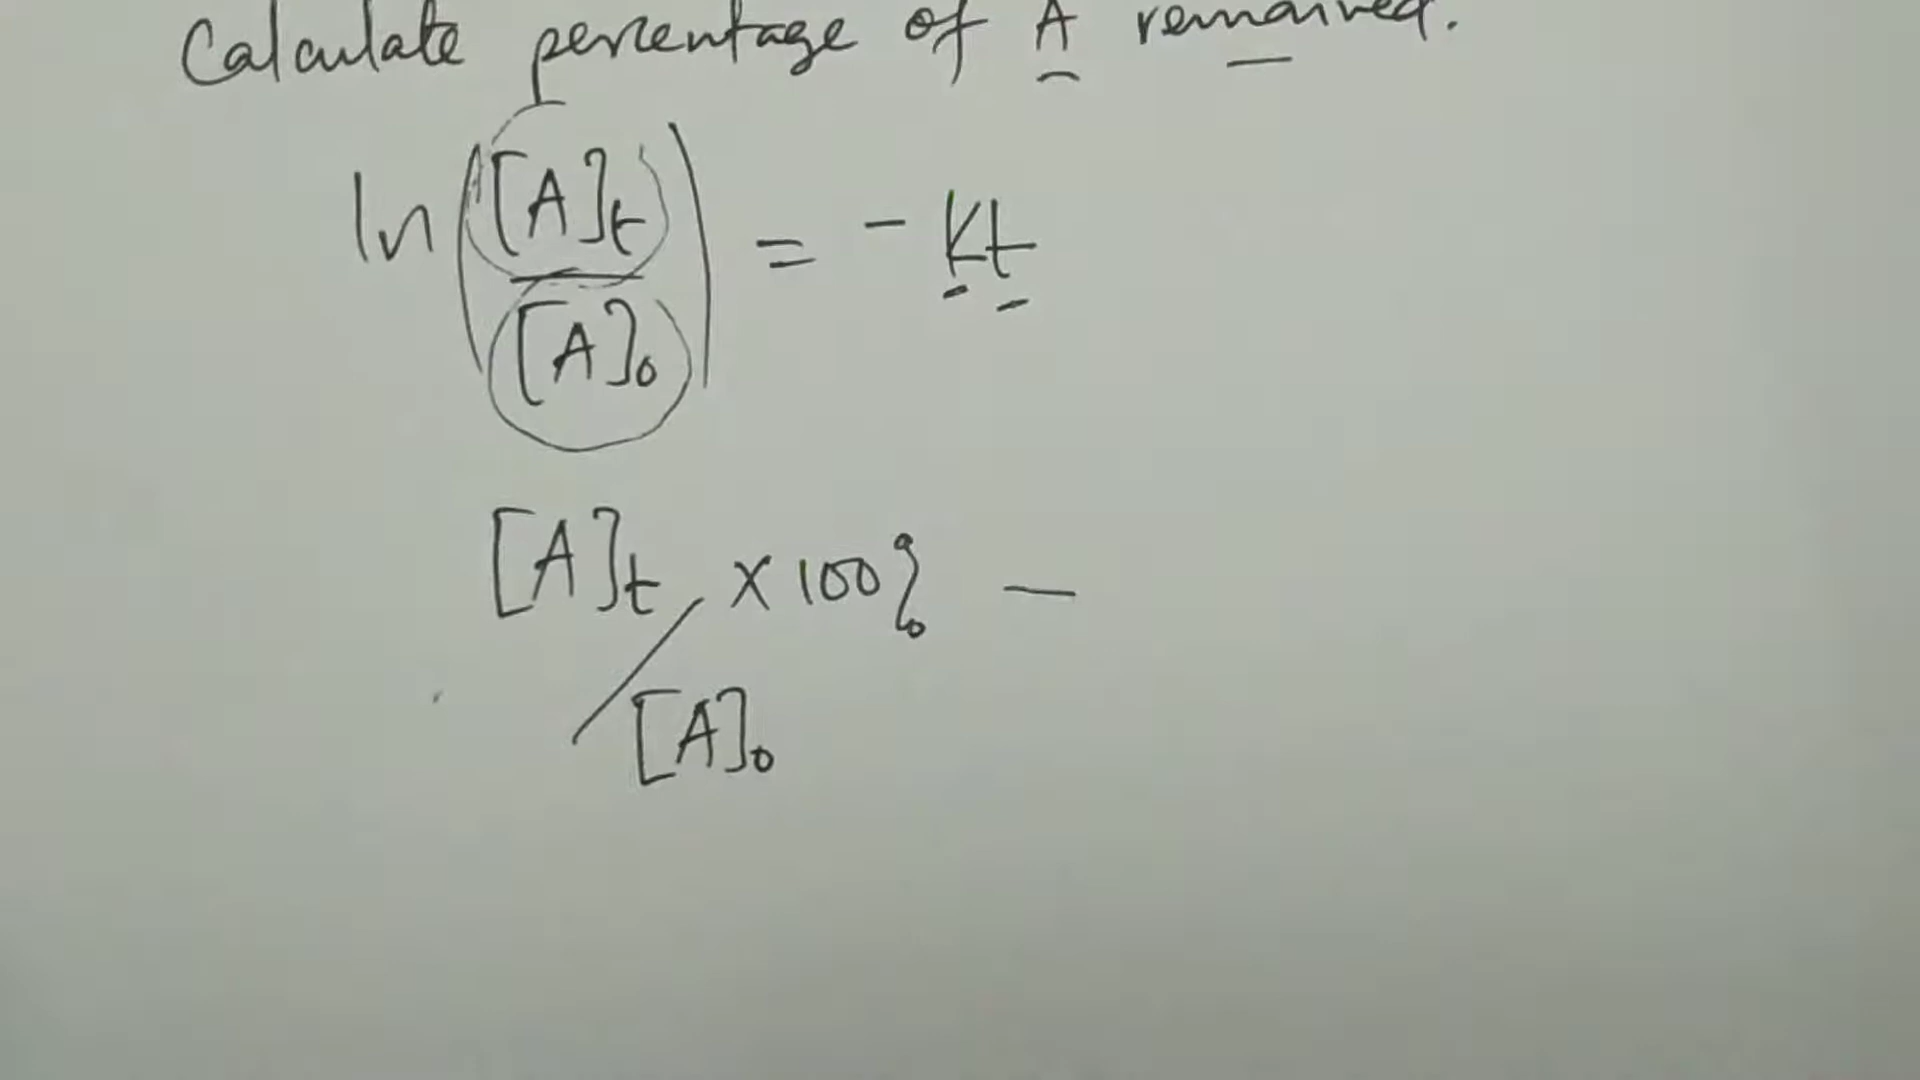 Calculate percentage of A remained.
ln([A]t/[A]0) = - kt
[A]t/[A]0 × 100% —